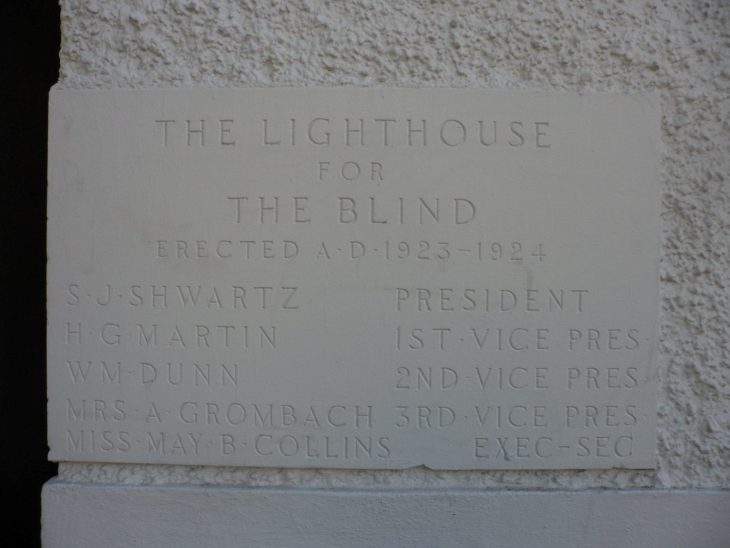 THE LIGHTHOUSE
FOR
THE BLIND
ERECTED A·D·1923-1924
S·J·SHWARTZ PRESIDENT
H·G·MARTIN 1ST·VICE PRES·
WM·DUNN 2ND·VICE PRES·
MRS·A·GROMBACH 3RD·VICE PRES·
MISS·MAY·B·COLLINS EXEC-SEC